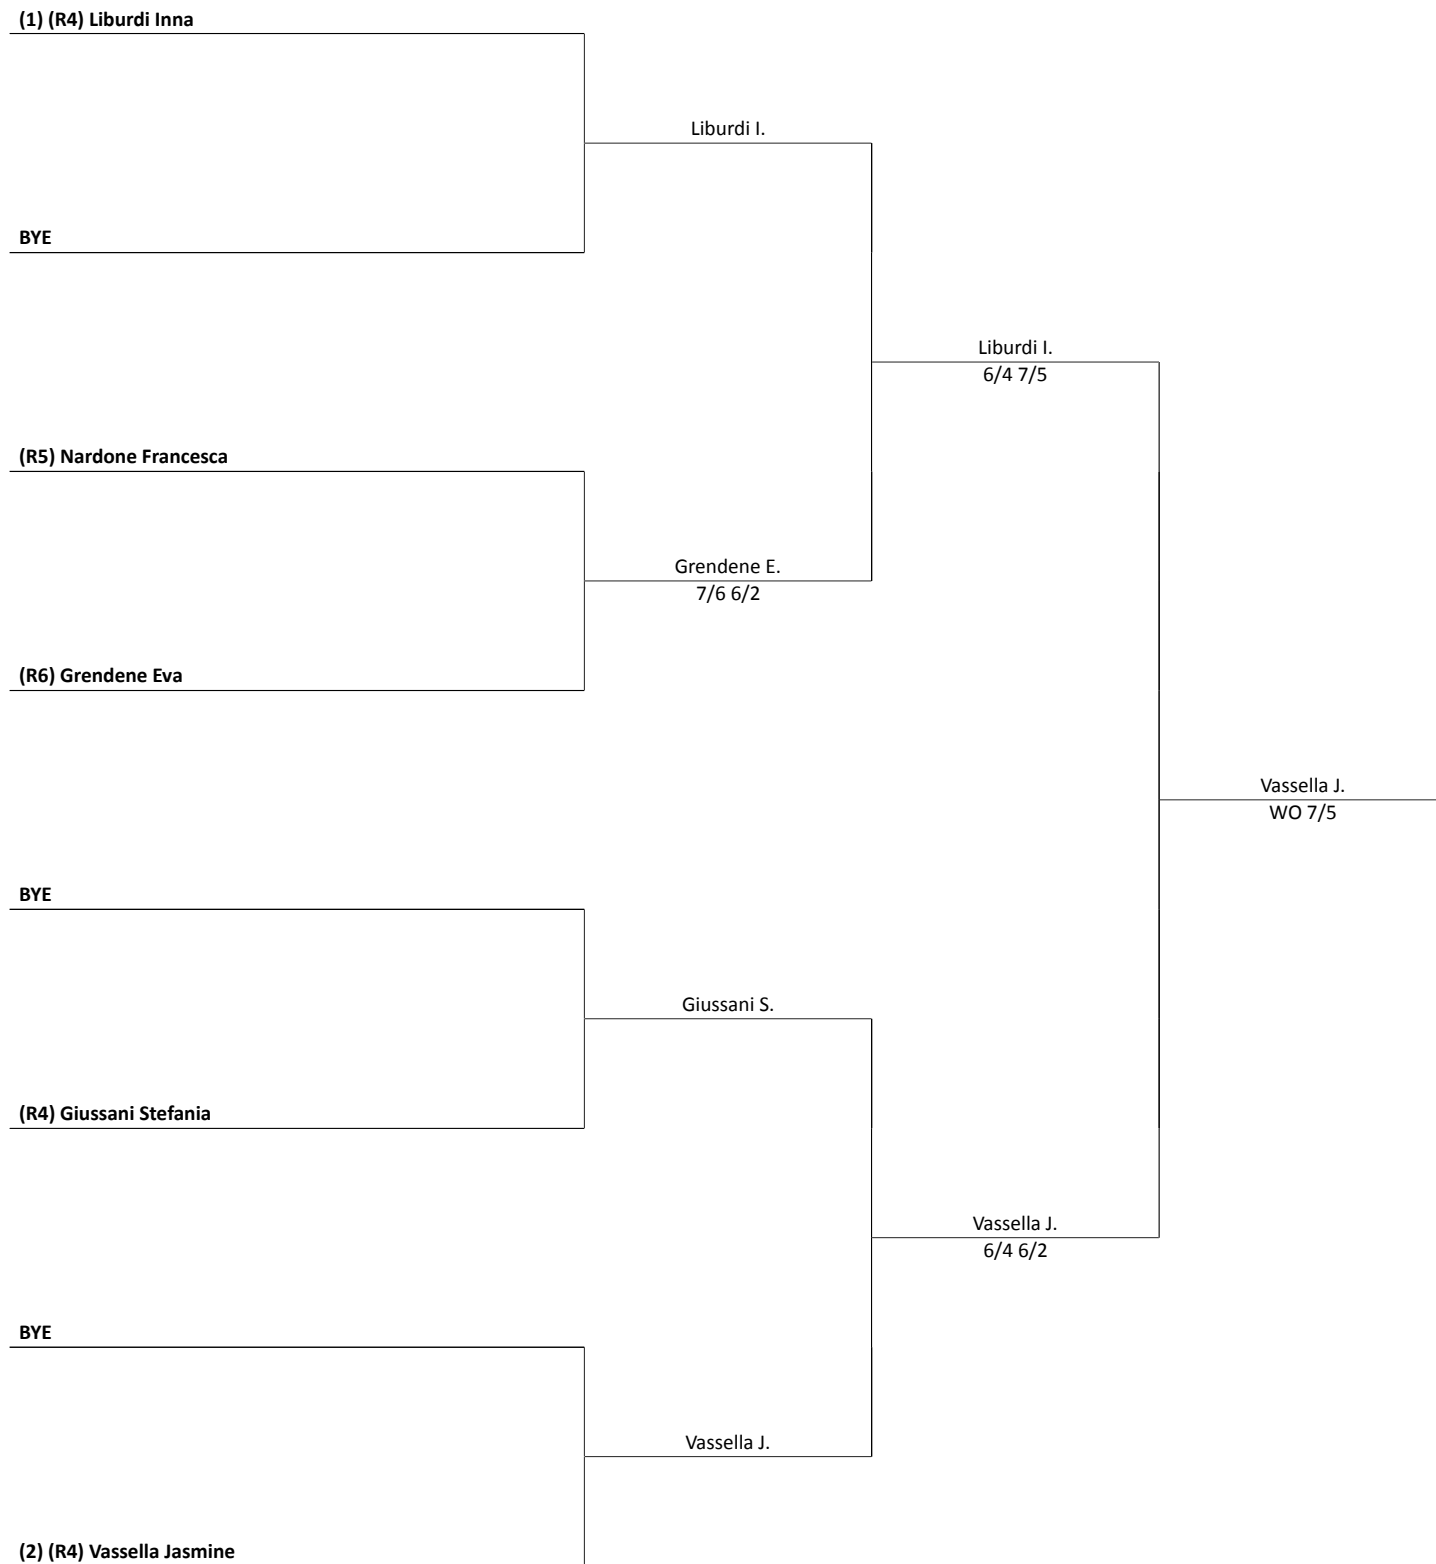 (1) (R4) Liburdi Inna
Liburdi I.
BYE
Liburdi I.
6/4 7/5
(R5) Nardone Francesca
Grendene E.
7/6 6/2
(R6) Grendene Eva
Vassella J.
WO 7/5
BYE
Giussani S.
(R4) Giussani Stefania
Vassella J.
6/4 6/2
BYE
Vassella J.
(2) (R4) Vassella Jasmine